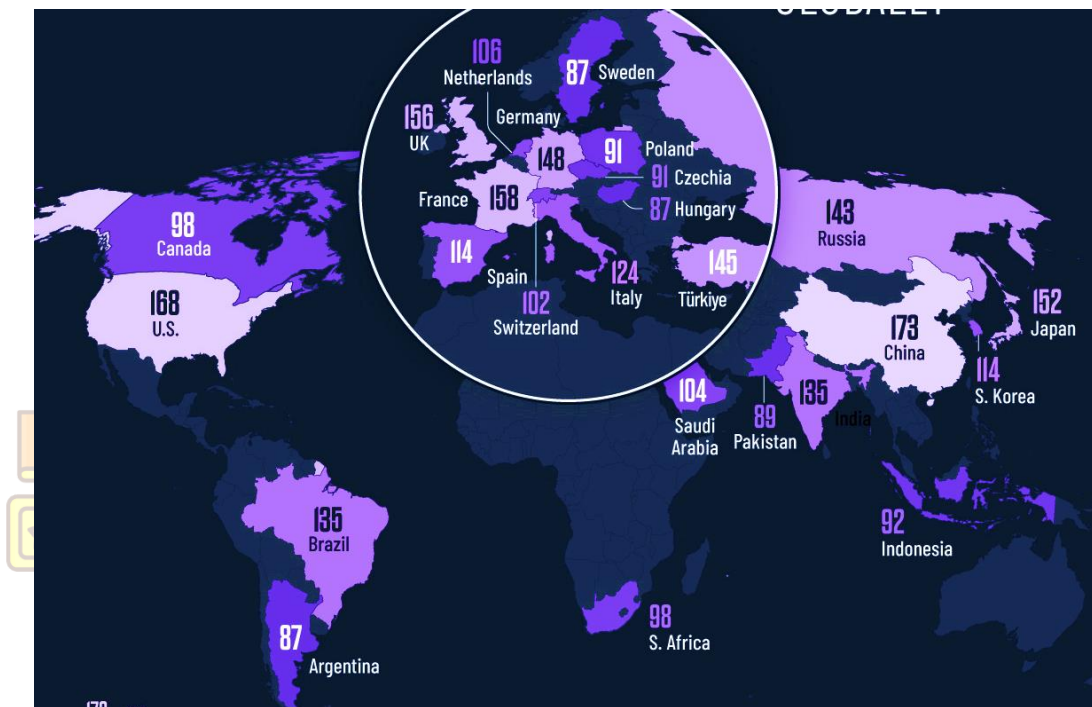 106
Netherlands
87
Sweden
Germany
156
UK
148
91
Poland
91 Czechia
France
158
87 Hungary
98
Canada
143
Russia
114
Spain
124
Italy
145
Türkiye
102
Switzerland
168
U.S.
173
China
152
Japan
114
S. Korea
104
Saudi
Arabia
89
Pakistan
135
India
92
Indonesia
135
Brazil
98
S. Africa
87
Argentina